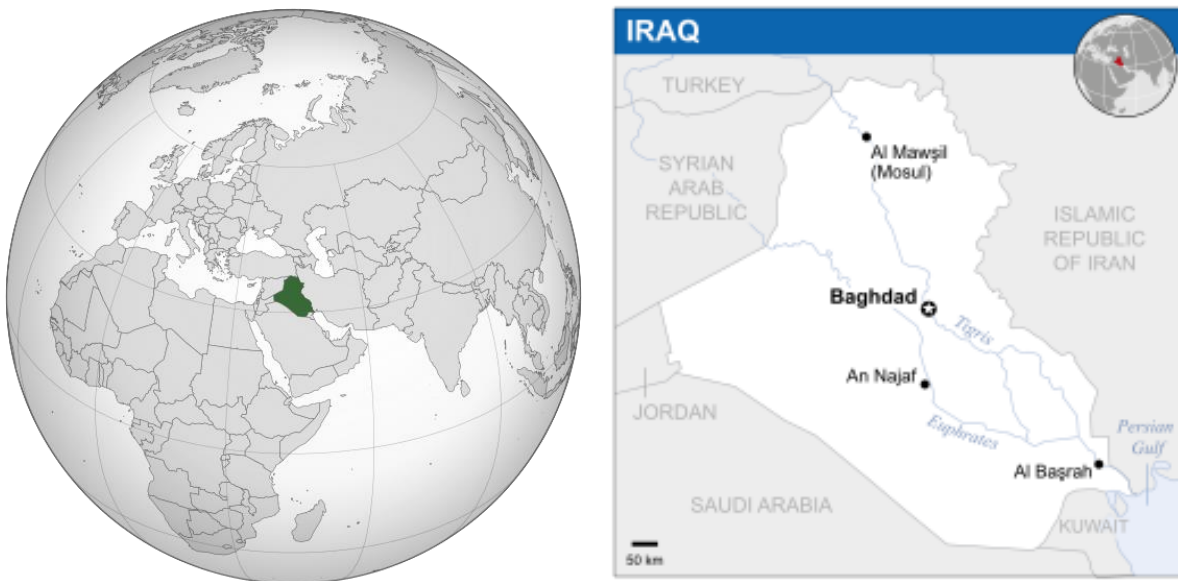 IRAQ
TURKEY
Al Mawşil
(Mosul)
SYRIAN
ARAB
REPUBLIC
ISLAMIC
REPUBLIC
OF IRAN
Baghdad
Tigris
An Najaf
JORDAN
Euphrates
Persian
Gulf
Al Başrah
SAUDI ARABIA
KUWAIT
50 km